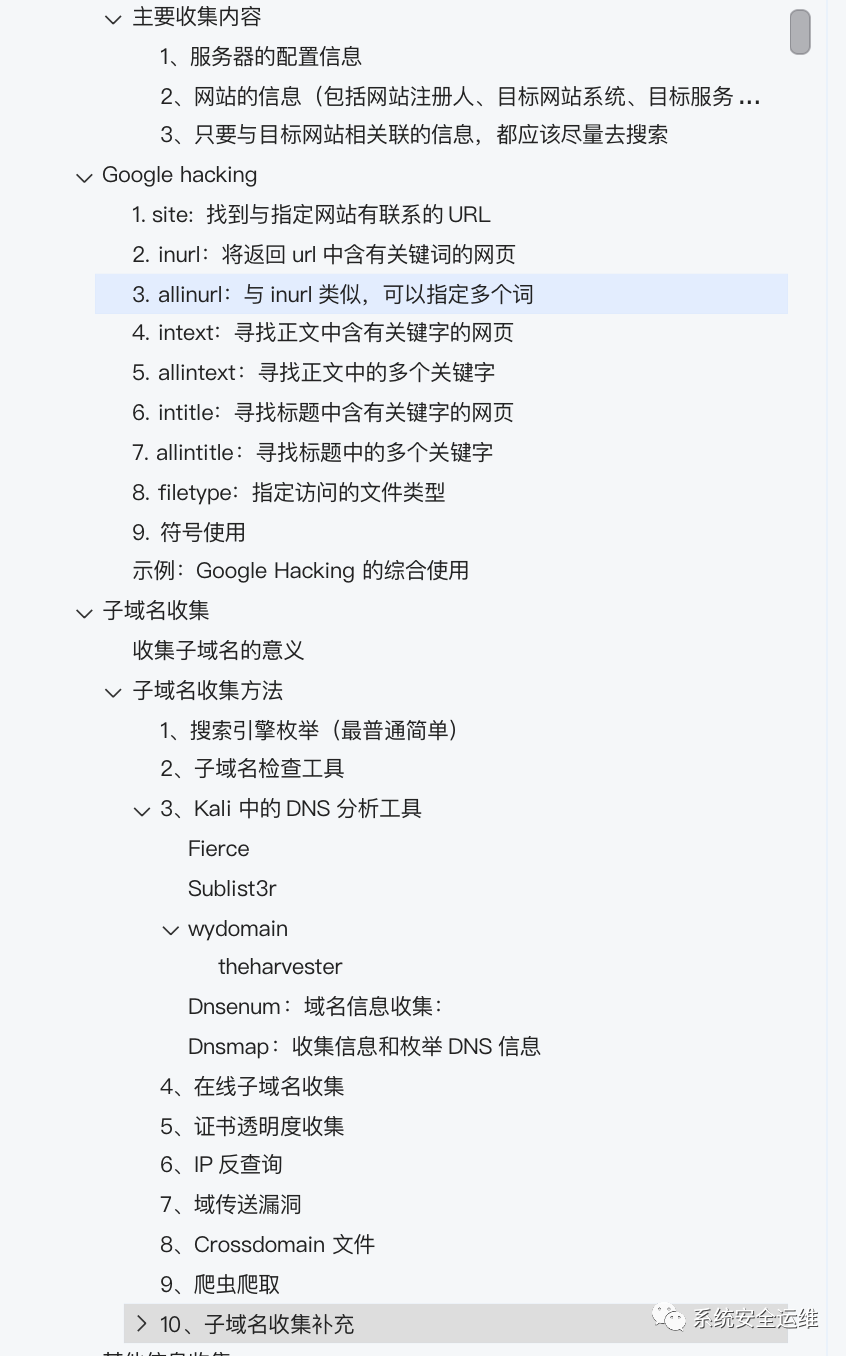 主要收集内容
1、服务器的配置信息
2、网站的信息（包括网站注册人、目标网站系统、目标服务...
3、只要与目标网站相关联的信息，都应该尽量去搜索
Google hacking
1. site：找到与指定网站有联系的 URL
2. inurl：将返回 url 中含有关键词的网页
3. allinurl：与 inurl 类似，可以指定多个词
4. intext：寻找正文中含有关键字的网页
5. allintext：寻找正文中的多个关键字
6. intitle：寻找标题中含有关键字的网页
7. allintitle：寻找标题中的多个关键字
8. filetype：指定访问的文件类型
9. 符号使用
示例：Google Hacking 的综合使用
子域名收集
收集子域名的意义
子域名收集方法
1、搜索引擎枚举（最普通简单）
2、子域名检查工具
3、Kali 中的 DNS 分析工具
Fierce
Sublist3r
wydomain
theharvester
Dnsenum：域名信息收集：
Dnsmap：收集信息和枚举 DNS 信息
4、在线子域名收集
5、证书透明度收集
6、IP 反查询
7、域传送漏洞
8、Crossdomain 文件
9、爬虫爬取
10、子域名收集补充
系统安全运维